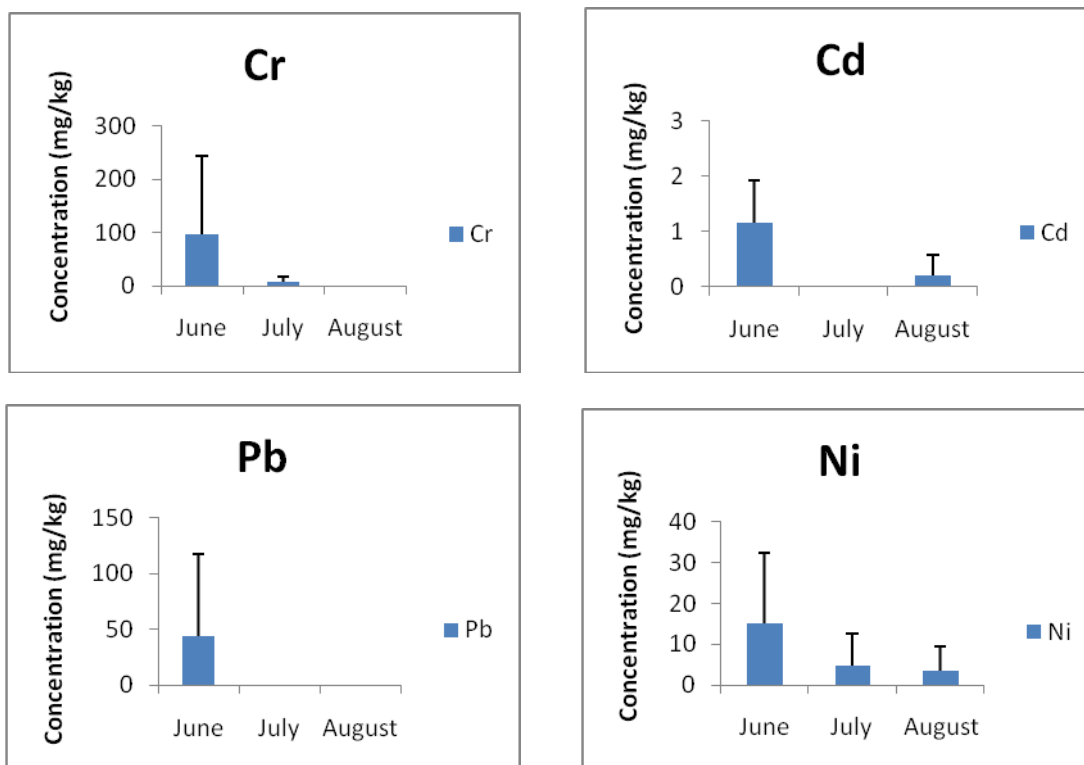 Cr
Concentration (mg/kg)
300
200
100
0
June July August
Cr
Cd
Concentration (mg/kg)
3
2
1
0
June July August
Cd
Pb
Concentration (mg/kg)
150
100
50
0
June July August
Pb
Ni
Concentration (mg/kg)
40
30
20
10
0
June July August
Ni